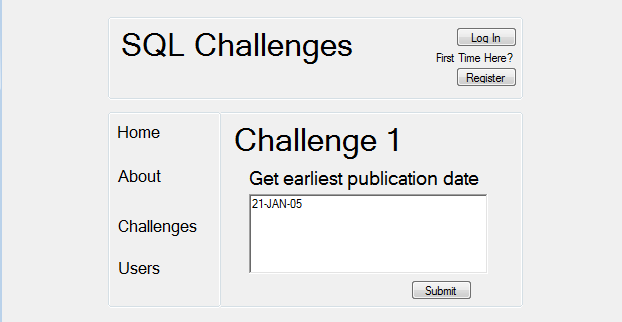 SQL Challenges
Log In
First Time Here?
Register
Home
About
Challenges
Users
Challenge 1
Get earliest publication date
21-JAN-05
Submit